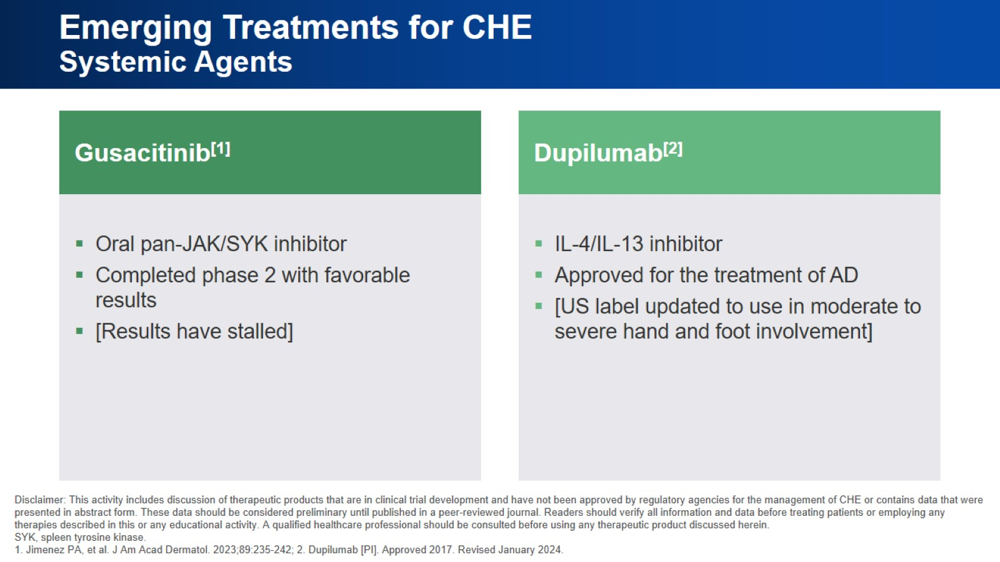 Emerging Treatments for CHE
Systemic Agents
Gusacitinib[1]
▪ Oral pan-JAK/SYK inhibitor
▪ Completed phase 2 with favorable
results
▪ [Results have stalled]
Dupilumab[2]
▪ IL-4/IL-13 inhibitor
▪ Approved for the treatment of AD
▪ [US label updated to use in moderate to
severe hand and foot involvement]
Disclaimer: This activity includes discussion of therapeutic products that are in clinical trial development and have not been approved by regulatory agencies for the management of CHE or contains data that were
presented in abstract form. These data should be considered preliminary until published in a peer-reviewed journal. Readers should verify all information and data before treating patients or employing any
therapies described in this or any educational activity. A qualified healthcare professional should be consulted before using any therapeutic product discussed herein.
SYK, spleen tyrosine kinase.
1. Jimenez PA, et al. J Am Acad Dermatol. 2023;89:235-242; 2. Dupilumab [PI]. Approved 2017. Revised January 2024.